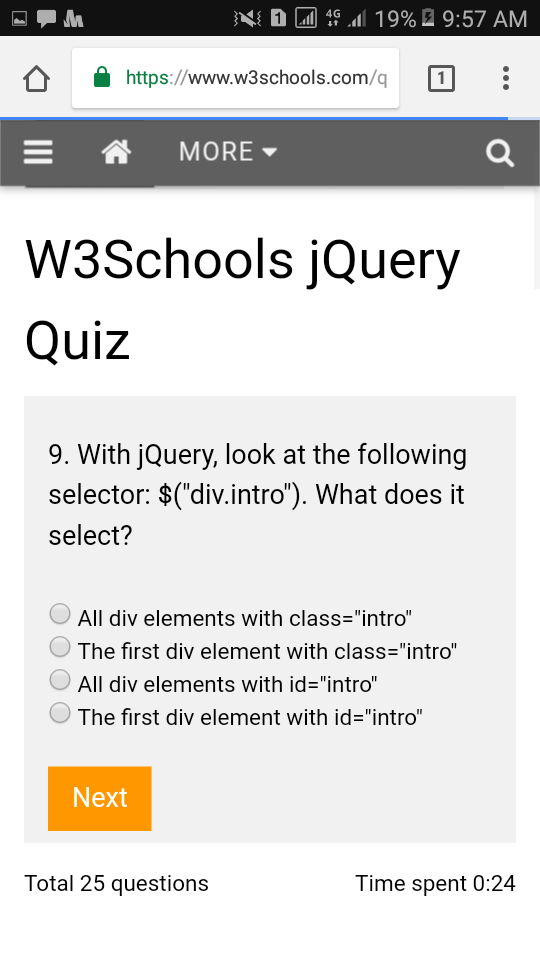 4G 19% 9:57 AM
https://www.w3schools.com/q 1
MORE
W3Schools jQuery
Quiz
9. With jQuery, look at the following
selector: $("div.intro"). What does it
select?
All div elements with class="intro"
The first div element with class="intro"
All div elements with id="intro"
The first div element with id="intro"
Next
Total 25 questions Time spent 0:24